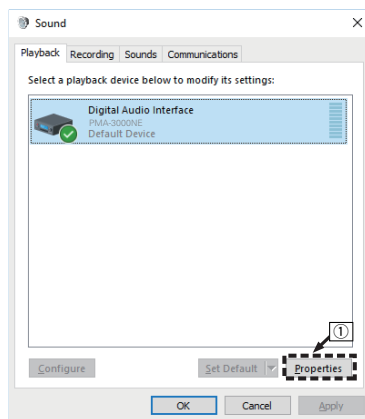 Sound
Playback Recording Sounds Communications
Select a playback device below to modify its settings:
Digital Audio Interface
PMA-3000NE
Default Device
①
Configure Set Default Properties
OK Cancel Apply